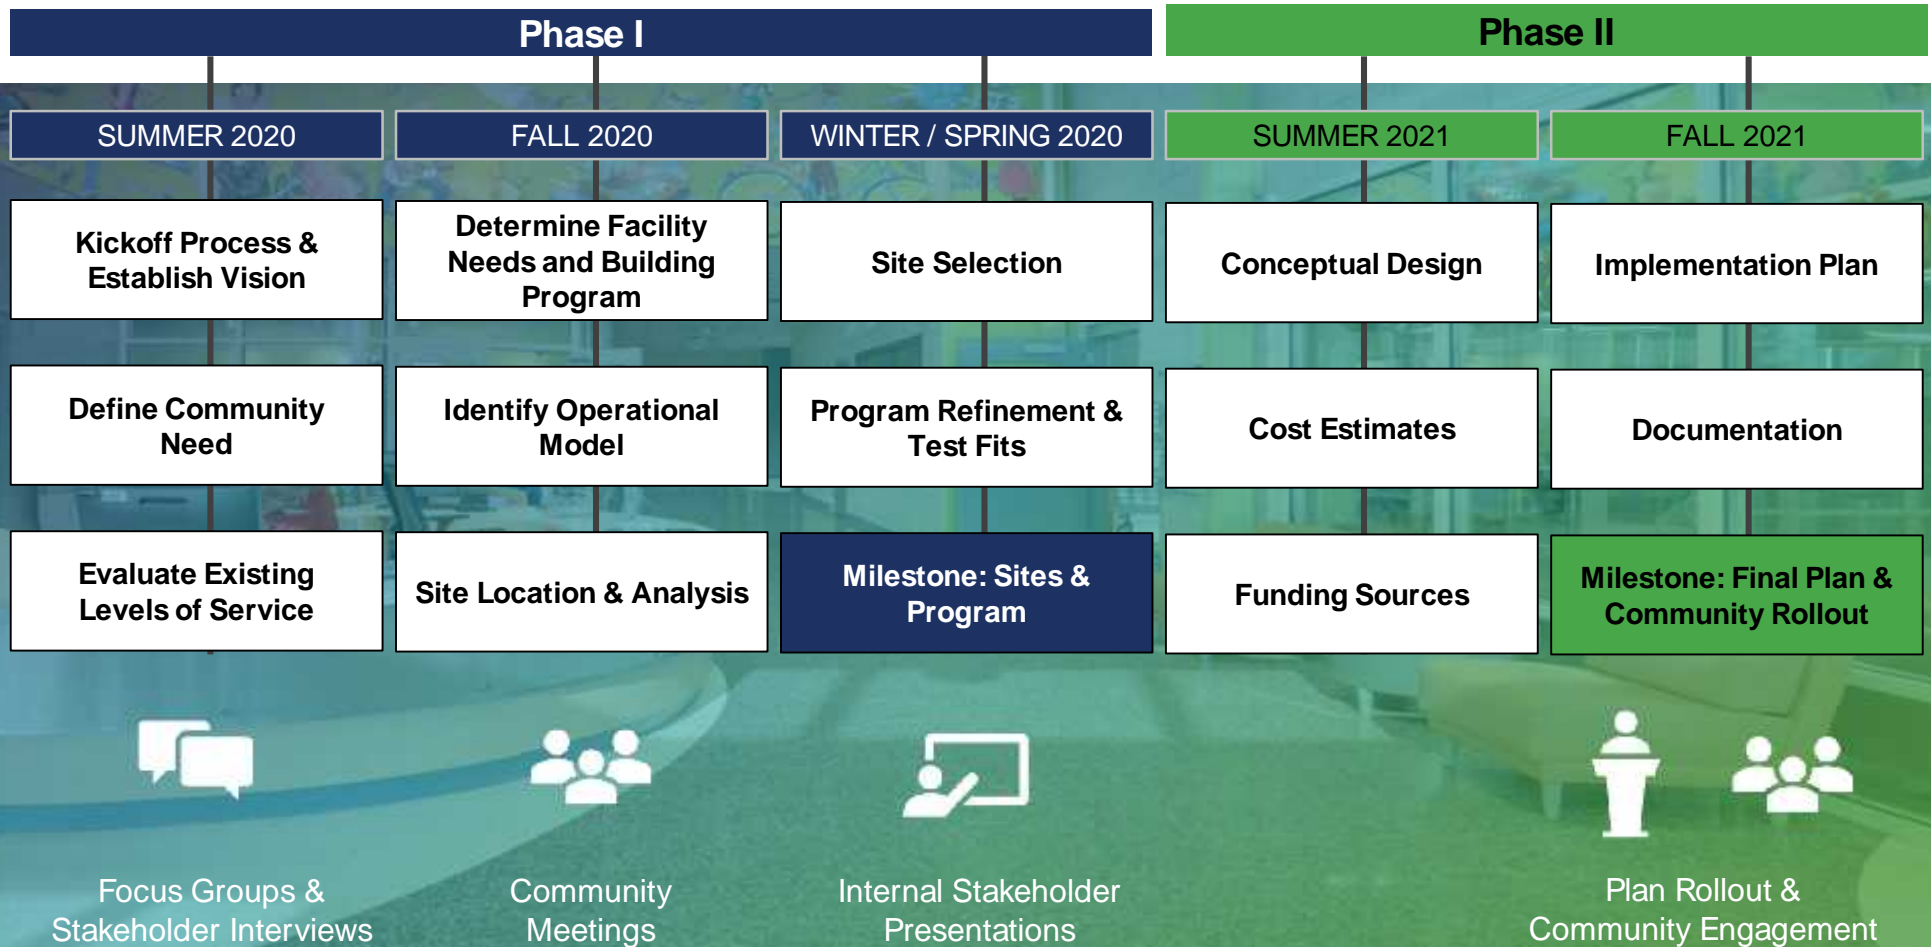 Phase I
Phase II
SUMMER 2020
FALL 2020
WINTER / SPRING 2020
SUMMER 2021
FALL 2021
Kickoff Process &
Establish Vision
Determine Facility
Needs and Building
Program
Site Selection
Conceptual Design
Implementation Plan
Define Community
Need
Identify Operational
Model
Program Refinement &
Test Fits
Cost Estimates
Documentation
Evaluate Existing
Levels of Service
Site Location & Analysis
Milestone: Sites &
Program
Funding Sources
Milestone: Final Plan &
Community Rollout
Focus Groups &
Stakeholder Interviews
Community
Meetings
Internal Stakeholder
Presentations
Plan Rollout &
Community Engagement